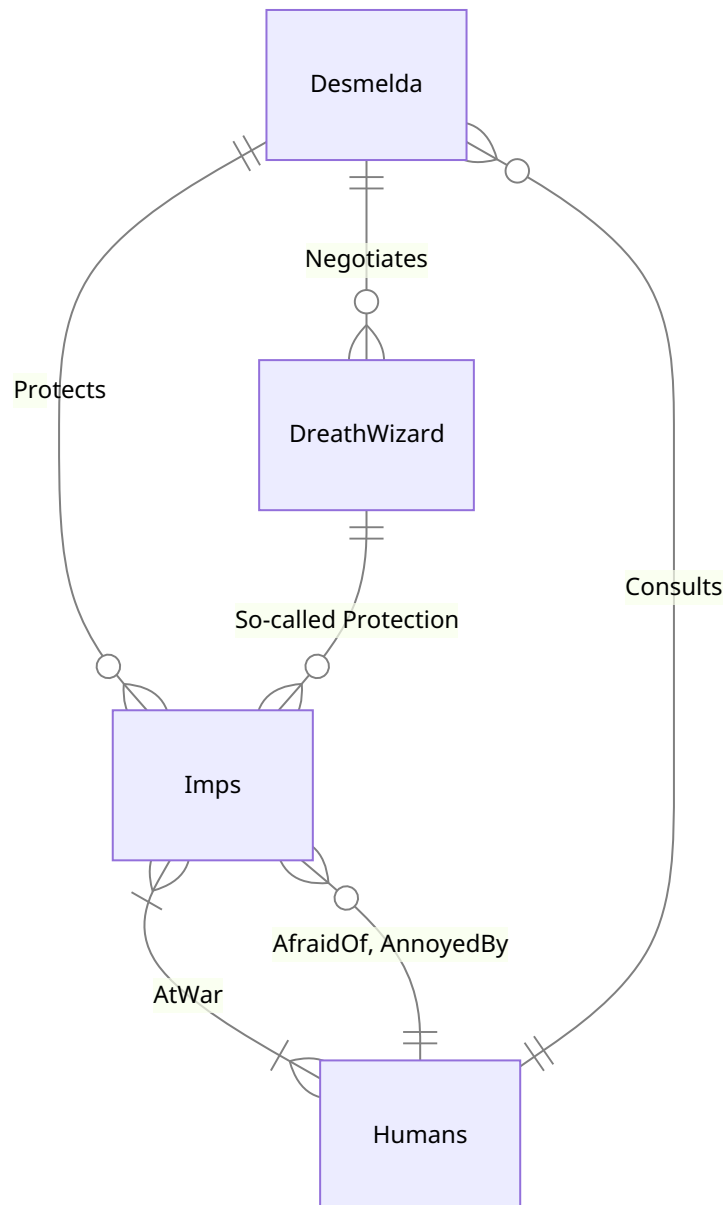 Desmelda
Negotiates
Protects
DreathWizard
Consults
So-called Protection
Imps
AfraidOf, AnnoyedBy
AtWar
Humans